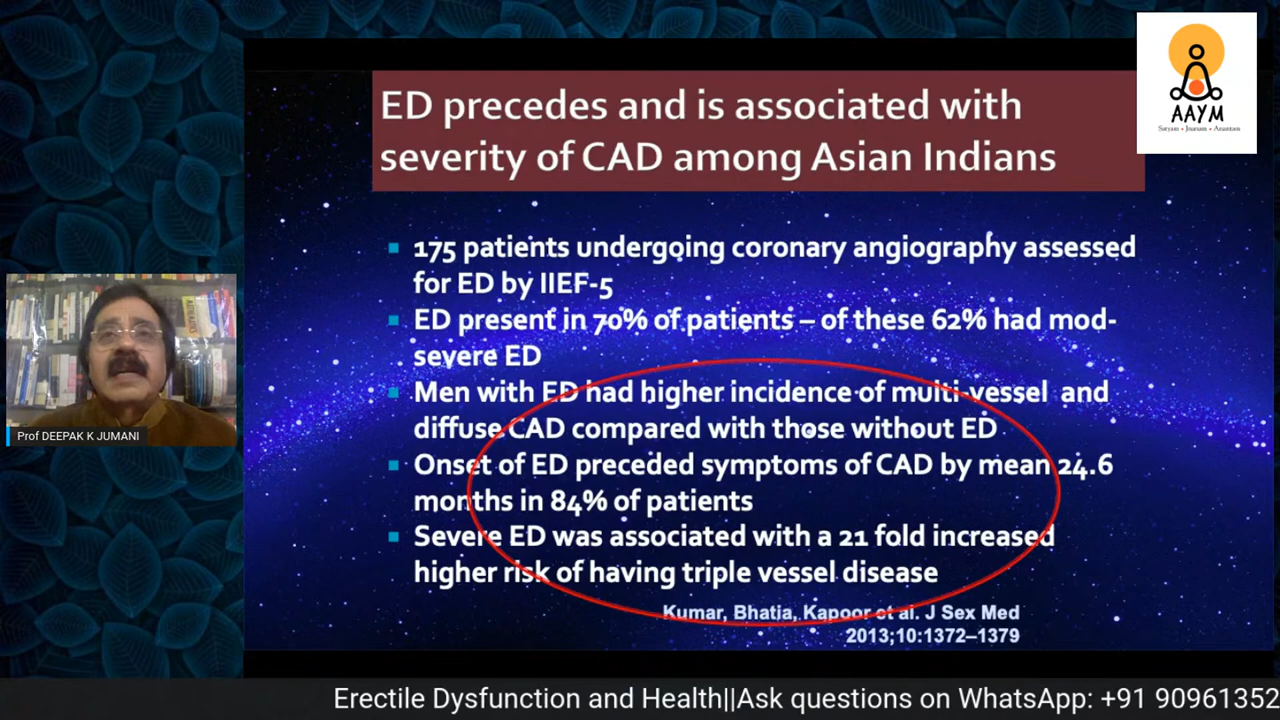 ED precedes and is associated with
severity of CAD among Asian Indians
AAYM
Satyam • Jnanam • Anantam
175 patients undergoing coronary angiography assessed
for ED by IIEF-5
ED present in 70% of patients – of these 62% had mod-
severe ED
Men with ED had higher incidence of multi-vessel and
diffuse CAD compared with those without ED
Onset of ED preceded symptoms of CAD by mean 24.6
months in 84% of patients
Severe ED was associated with a 21 fold increased
higher risk of having triple vessel disease
Kumar, Bhatia, Kapoor et al. J Sex Med
2013;10:1372–1379
Prof DEEPAK K JUMANI
Erectile Dysfunction and Health||Ask questions on WhatsApp: +91 90961352